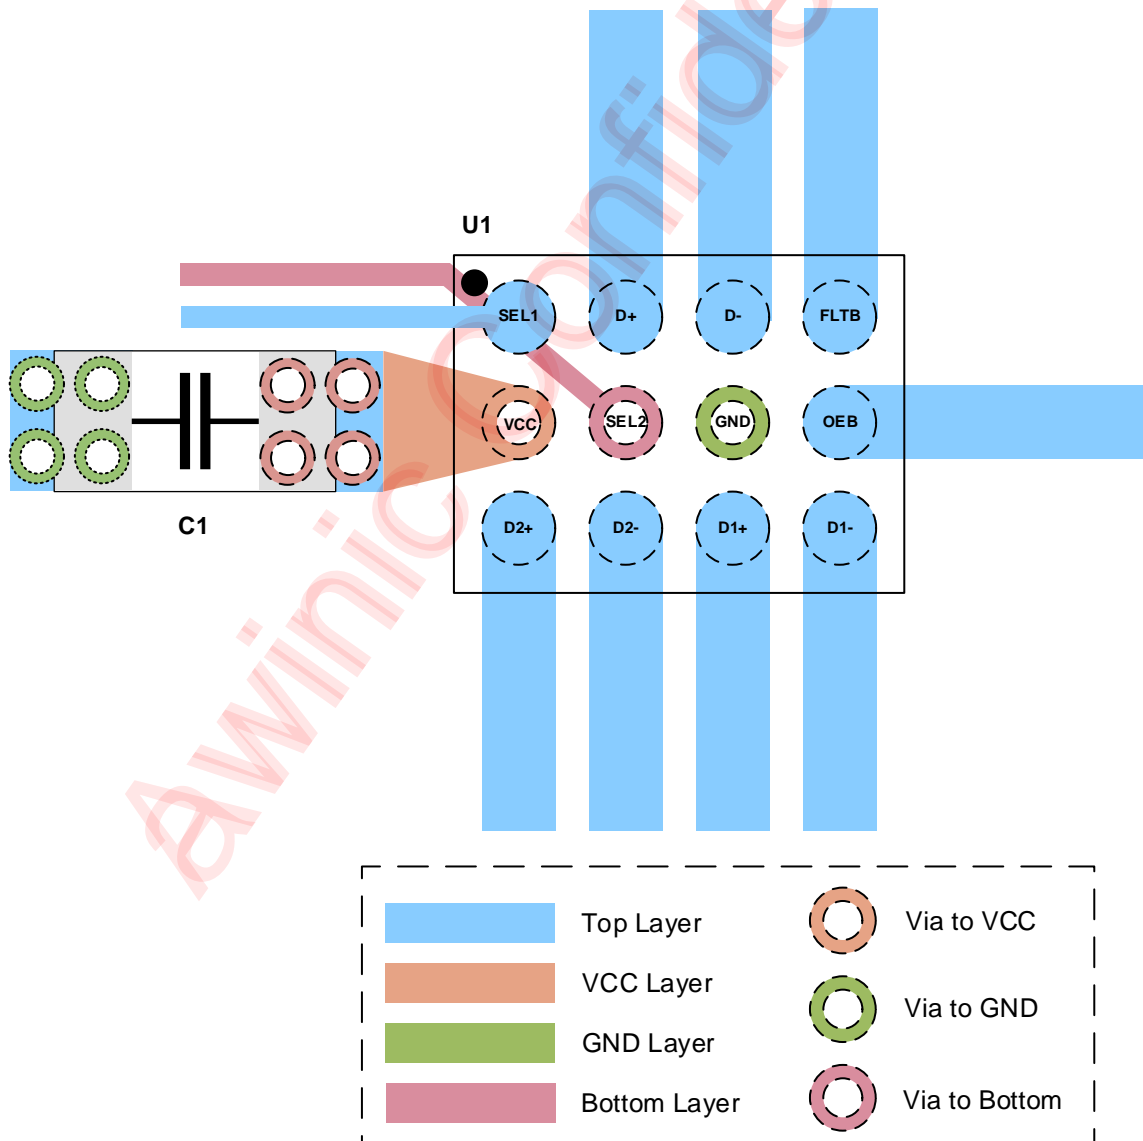 U1
SEL1 D+ D- FLTB
VCC SEL2 GND OEB
C1
D2+ D2- D1+ D1-
Awinic Confide
Top Layer Via to VCC
VCC Layer
GND Layer Via to GND
Bottom Layer Via to Bottom